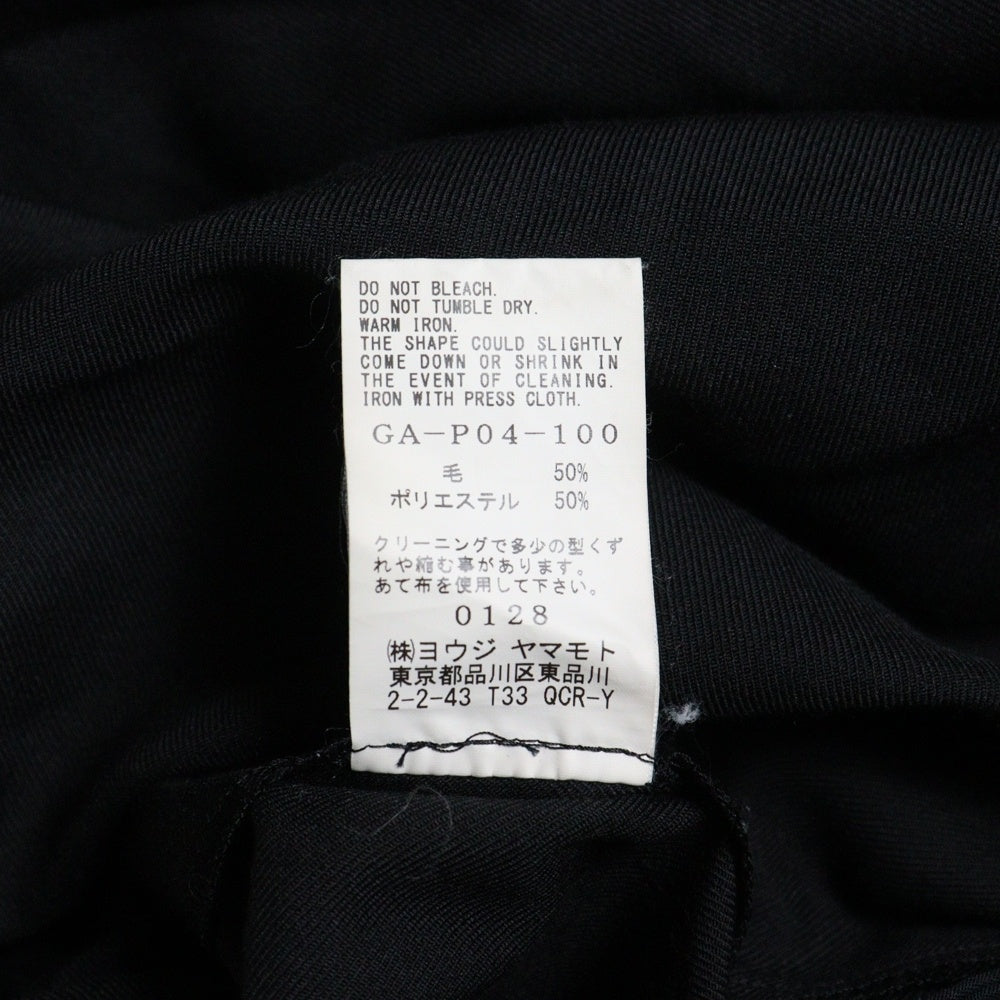 DO NOT BLEACH.
DO NOT TUMBLE DRY.
WARM IRON.
THE SHAPE COULD SLIGHTLY
COME DOWN OR SHRINK IN
THE EVENT OF CLEANING.
IRON WITH PRESS CLOTH.
GA-P04-100
毛 50%
ポリエステル 50%
クリーニングで多少の型くず
れや縮む事があります。
あて布を使用して下さい。
0128
㈱ヨウジ ヤマモト
東京都品川区東品川
2-2-43 T33 QCR-Y